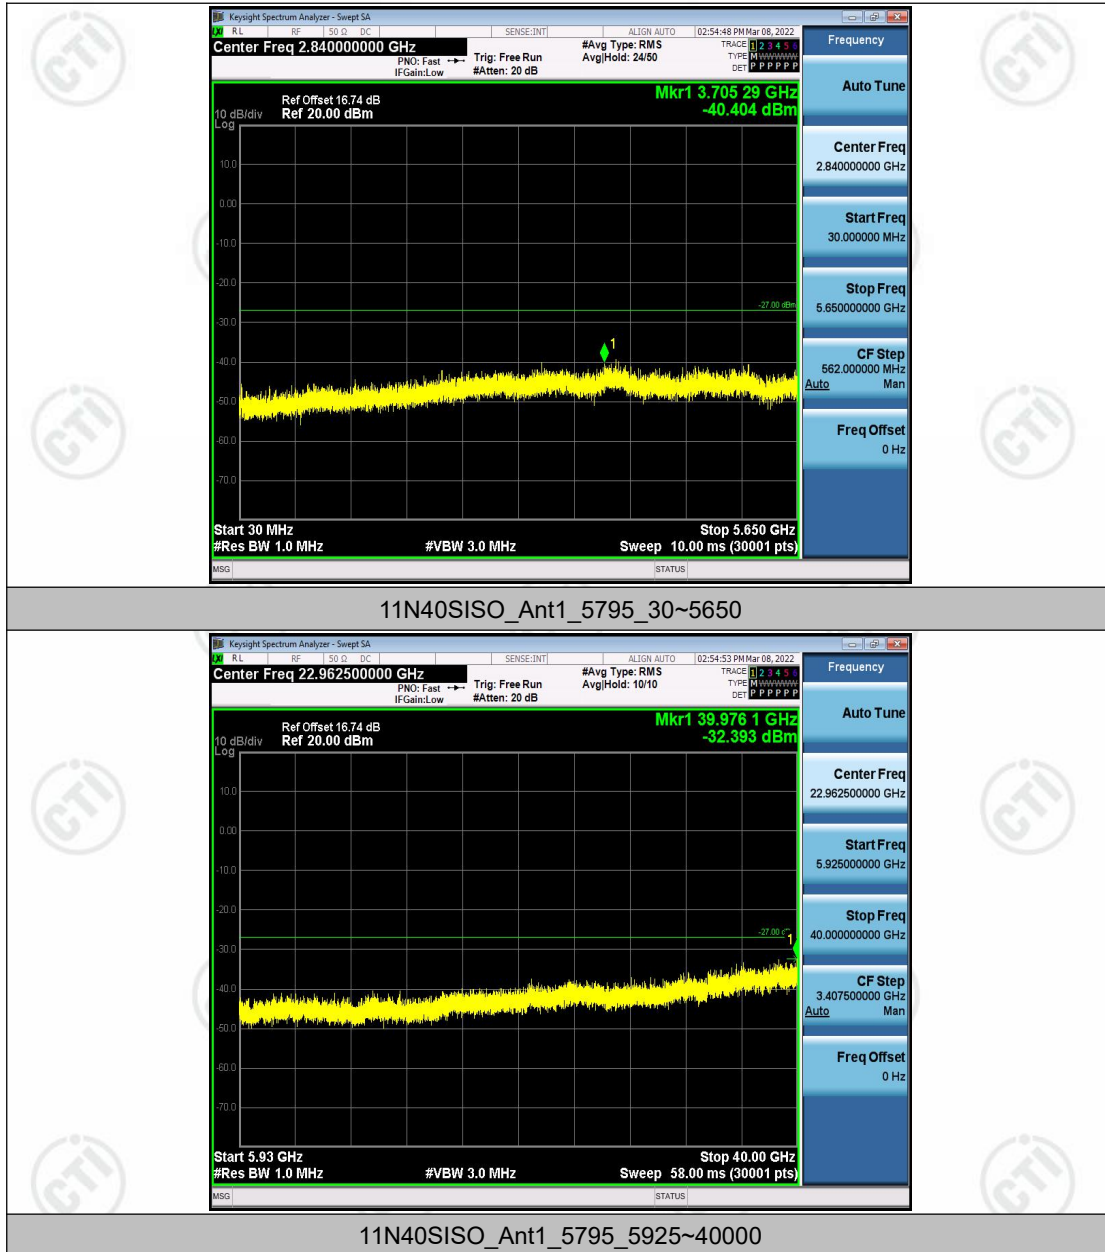 Keysight Spectrum Analyzer - Swept SA
RL RF 50 Ω DC SENSE:INT ALIGN AUTO 02:54:48 PM Mar 08, 2022
Center Freq 2.840000000 GHz
PNO: Fast
IFGain:Low
Trig: Free Run
#Atten: 20 dB
#Avg Type: RMS
Avg|Hold: 24/50
TRACE 1 2 3 4 5 6
TYPE M WWWWW
DET P P P P P P
Frequency
Auto Tune
Mkr1 3.705 29 GHz
-40.404 dBm
Ref Offset 16.74 dB
10 dB/div Ref 20.00 dBm
Log
10.0
0.00
-10.0
-20.0
-30.0
-40.0
-50.0
-60.0
-70.0
-27.00 dBm
1
Center Freq
2.840000000 GHz
Start Freq
30.000000 MHz
Stop Freq
5.650000000 GHz
CF Step
562.000000 MHz
Auto Man
Freq Offset
0 Hz
Start 30 MHz Stop 5.650 GHz
#Res BW 1.0 MHz #VBW 3.0 MHz Sweep 10.00 ms (30001 pts)
MSG STATUS
11N40SISO_Ant1_5795_30~5650
Keysight Spectrum Analyzer - Swept SA
RL RF 50 Ω DC SENSE:INT ALIGN AUTO 02:54:53 PM Mar 08, 2022
Center Freq 22.962500000 GHz
PNO: Fast
IFGain:Low
Trig: Free Run
#Atten: 20 dB
#Avg Type: RMS
Avg|Hold: 10/10
TRACE 1 2 3 4 5 6
TYPE M WWWWW
DET P P P P P P
Frequency
Auto Tune
Mkr1 39.976 1 GHz
-32.393 dBm
Ref Offset 16.74 dB
10 dB/div Ref 20.00 dBm
Log
10.0
0.00
-10.0
-20.0
-30.0
-40.0
-50.0
-60.0
-70.0
-27.00
1
Center Freq
22.962500000 GHz
Start Freq
5.925000000 GHz
Stop Freq
40.000000000 GHz
CF Step
3.407500000 GHz
Auto Man
Freq Offset
0 Hz
Start 5.93 GHz Stop 40.00 GHz
#Res BW 1.0 MHz #VBW 3.0 MHz Sweep 58.00 ms (30001 pts)
MSG STATUS
11N40SISO_Ant1_5795_5925~40000
CTI
CTI
CTI
CTI
CTI
CTI
CTI
CTI